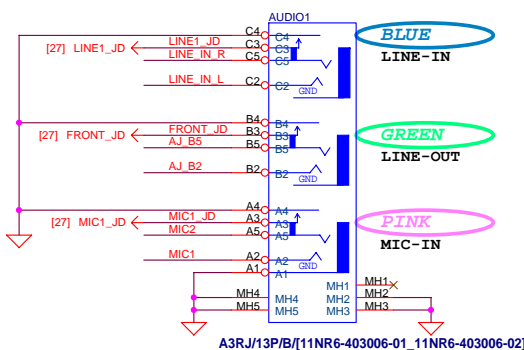 AUDIO1
C4 C4 BLUE
[27] LINE1_JD LINE1_JD C3 C3
LINE_IN_R C5 C5 LINE-IN
LINE_IN_L C2 C2
GND
B4 B4 GREEN
[27] FRONT_JD FRONT_JD B3 B3
AJ_B5 B5 B5 LINE-OUT
AJ_B2 B2 B2
GND
A4 A4 PINK
[27] MIC1_JD MIC1_JD A3 A3
MIC2 A5 A5 MIC-IN
MIC1 A2 A2
GND
A1 A1
MH1 MH1
MH4 MH4 MH2 MH2
MH5 MH5 MH3 MH3
A3RJ/13P/B/[11NR6-403006-01_11NR6-403006-02]